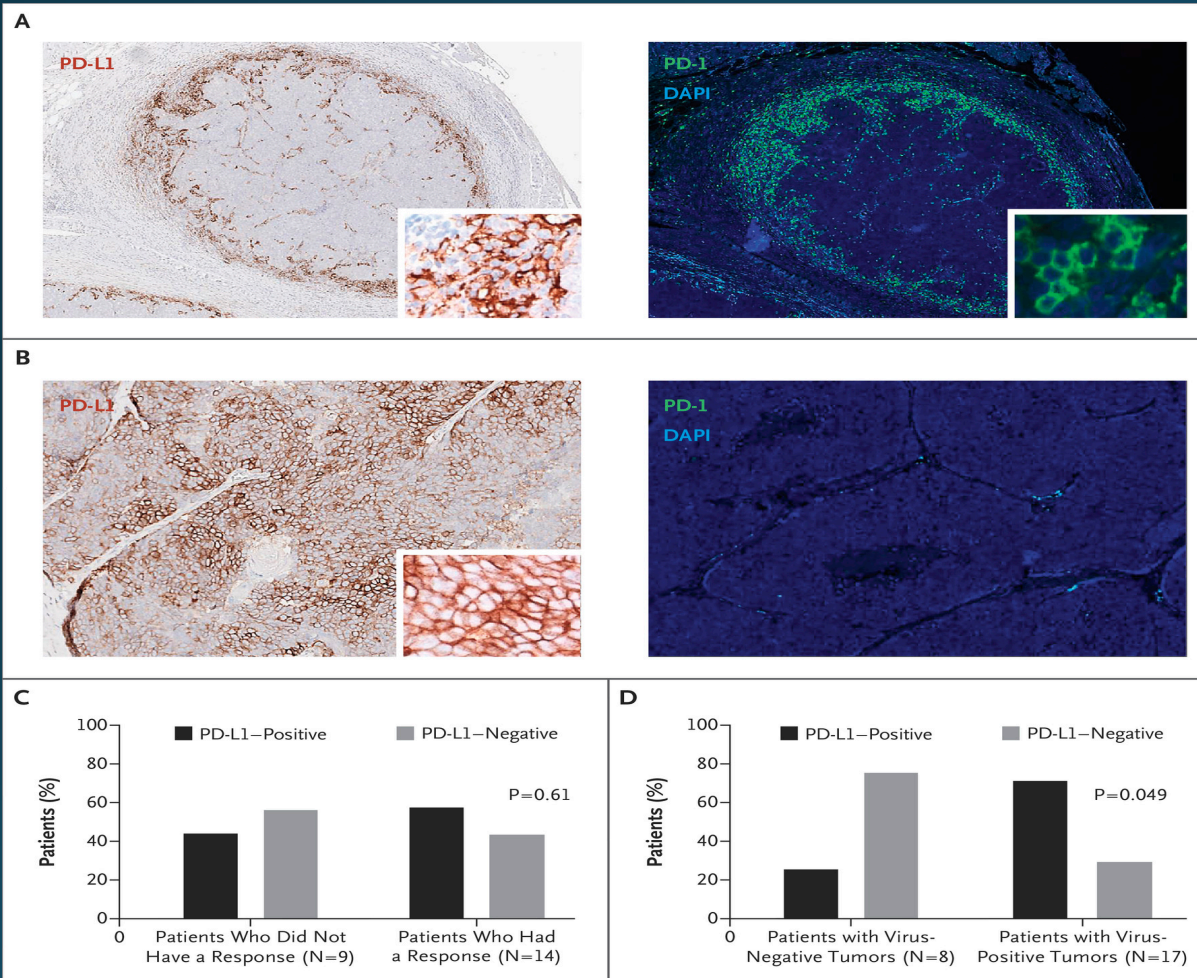 A
PD-L1
PD-1
DAPI
B
PD-L1
PD-1
DAPI
C
100
80
60
40
20
0
0
Patients (%)
PD-L1–Positive
PD-L1–Negative
P=0.61
Patients Who Did Not
Have a Response (N=9)
Patients Who Had
a Response (N=14)
D
100
80
60
40
20
0
0
Patients (%)
PD-L1–Positive
PD-L1–Negative
P=0.049
Patients with Virus-
Negative Tumors (N=8)
Patients with Virus-
Positive Tumors (N=17)